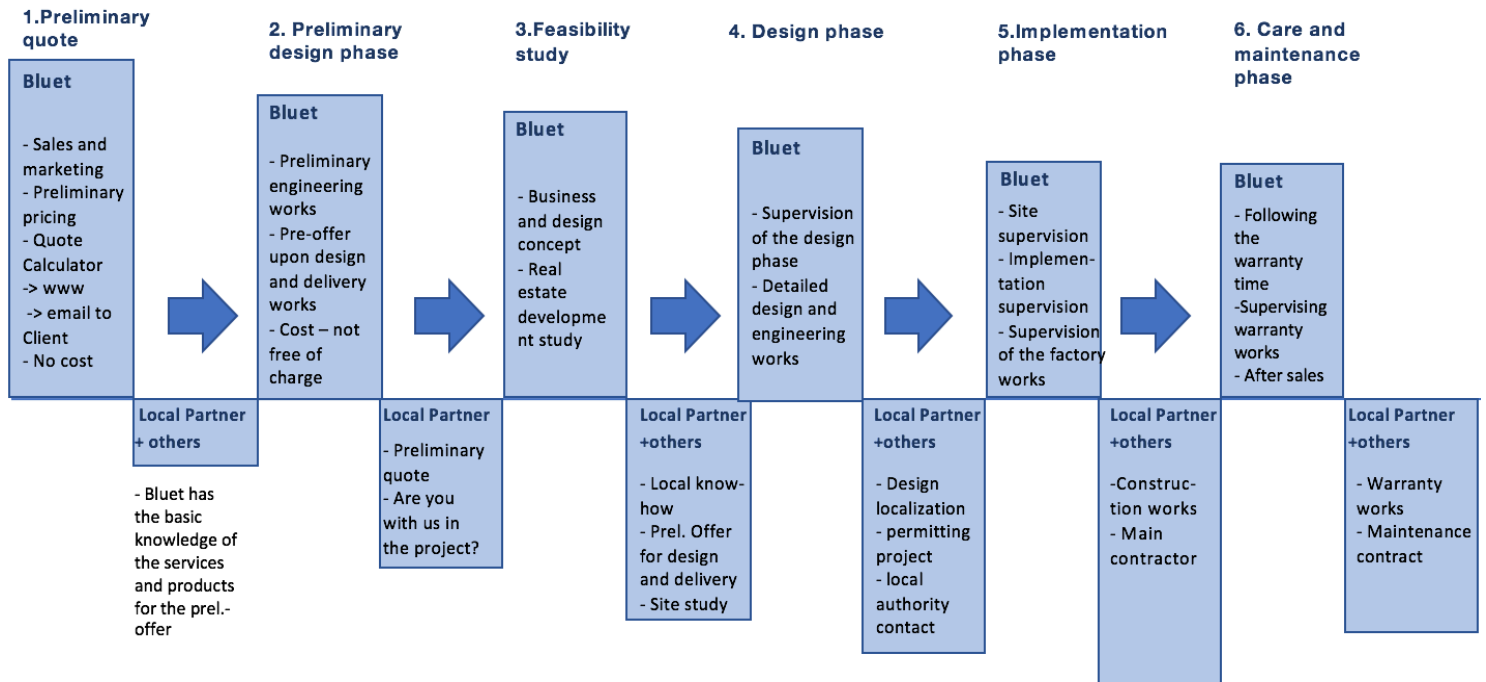 1.Preliminary
quote
Bluet
- Sales and
marketing
- Preliminary
pricing
- Quote
Calculator
-> www
-> email to
Client
- No cost
Local Partner
+ others
- Bluet has
the basic
knowledge of
the services
and products
for the prel.-
offer
2. Preliminary
design phase
Bluet
- Preliminary
engineering
works
- Pre-offer
upon design
and delivery
works
- Cost – not
free of
charge
Local Partner
- Preliminary
quote
- Are you
with us in
the project?
3.Feasibility
study
Bluet
- Business
and design
concept
- Real
estate
developme
nt study
Local Partner
+others
- Local know-
how
- Prel. Offer
for design
and delivery
- Site study
4. Design phase
Bluet
- Supervision
of the design
phase
- Detailed
design and
engineering
works
Local Partner
+others
- Design
localization
- permitting
project
- local
authority
contact
5.Implementation
phase
Bluet
- Site
supervision
- Implemen-
tation
supervision
- Supervision
of the factory
works
Local Partner
+others
-Construc-
tion works
- Main
contractor
6. Care and
maintenance
phase
Bluet
- Following
the
warranty
time
-Supervising
warranty
works
- After sales
Local Partner
+others
- Warranty
works
- Maintenance
contract